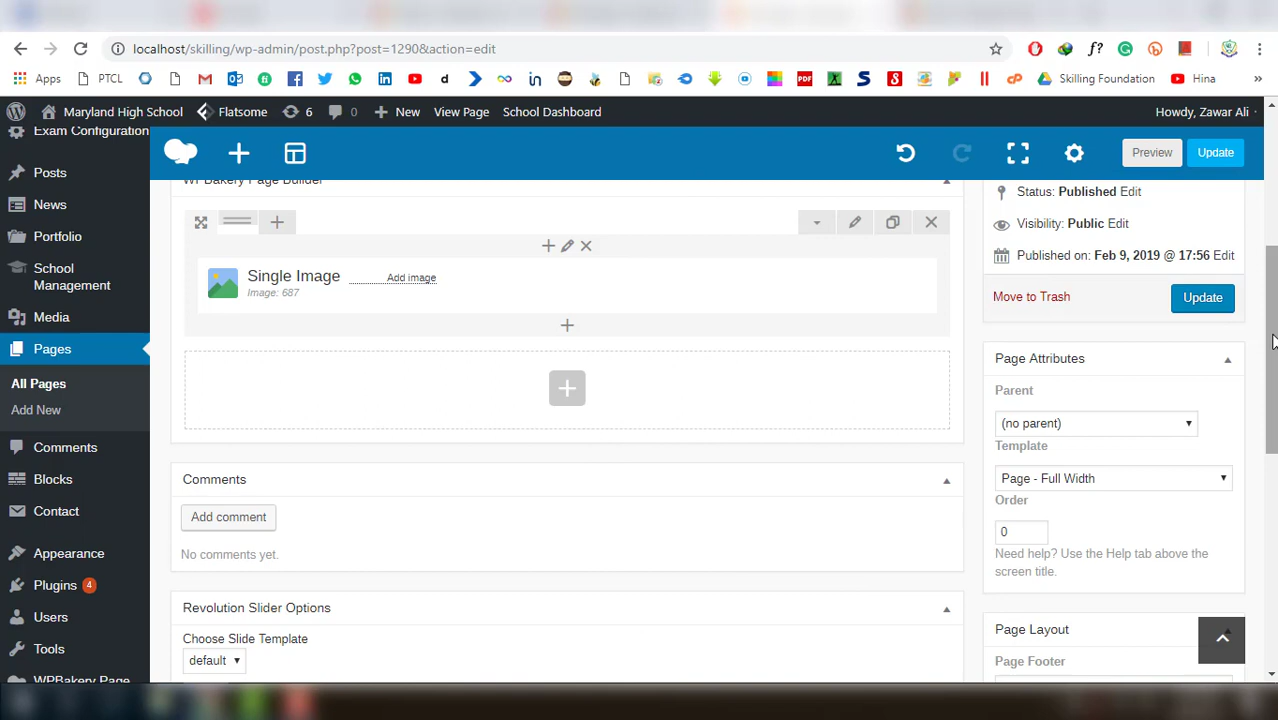 localhost/skilling/wp-admin/post.php?post=1290&action=edit
f?
Apps
PTCL
d
in
PDF
S
cP
Skilling Foundation
Hina
»
Maryland High School
Flatsome
6
0
New
View Page
School Dashboard
Howdy, Zawar Ali
Exam Configuration
Posts
News
Portfolio
School
Management
Media
Pages
All Pages
Add New
Comments
Blocks
Contact
Appearance
Plugins 4
Users
Tools
WPBakery Page
Preview
Update
WPBakery Page Builder
Single Image
Add image
Image: 687
Comments
Add comment
No comments yet.
Revolution Slider Options
Choose Slide Template
default
Status: Published Edit
Visibility: Public Edit
Published on: Feb 9, 2019 @ 17:56 Edit
Move to Trash
Update
Page Attributes
Parent
(no parent)
Template
Page - Full Width
Order
0
Need help? Use the Help tab above the
screen title.
Page Layout
Page Footer